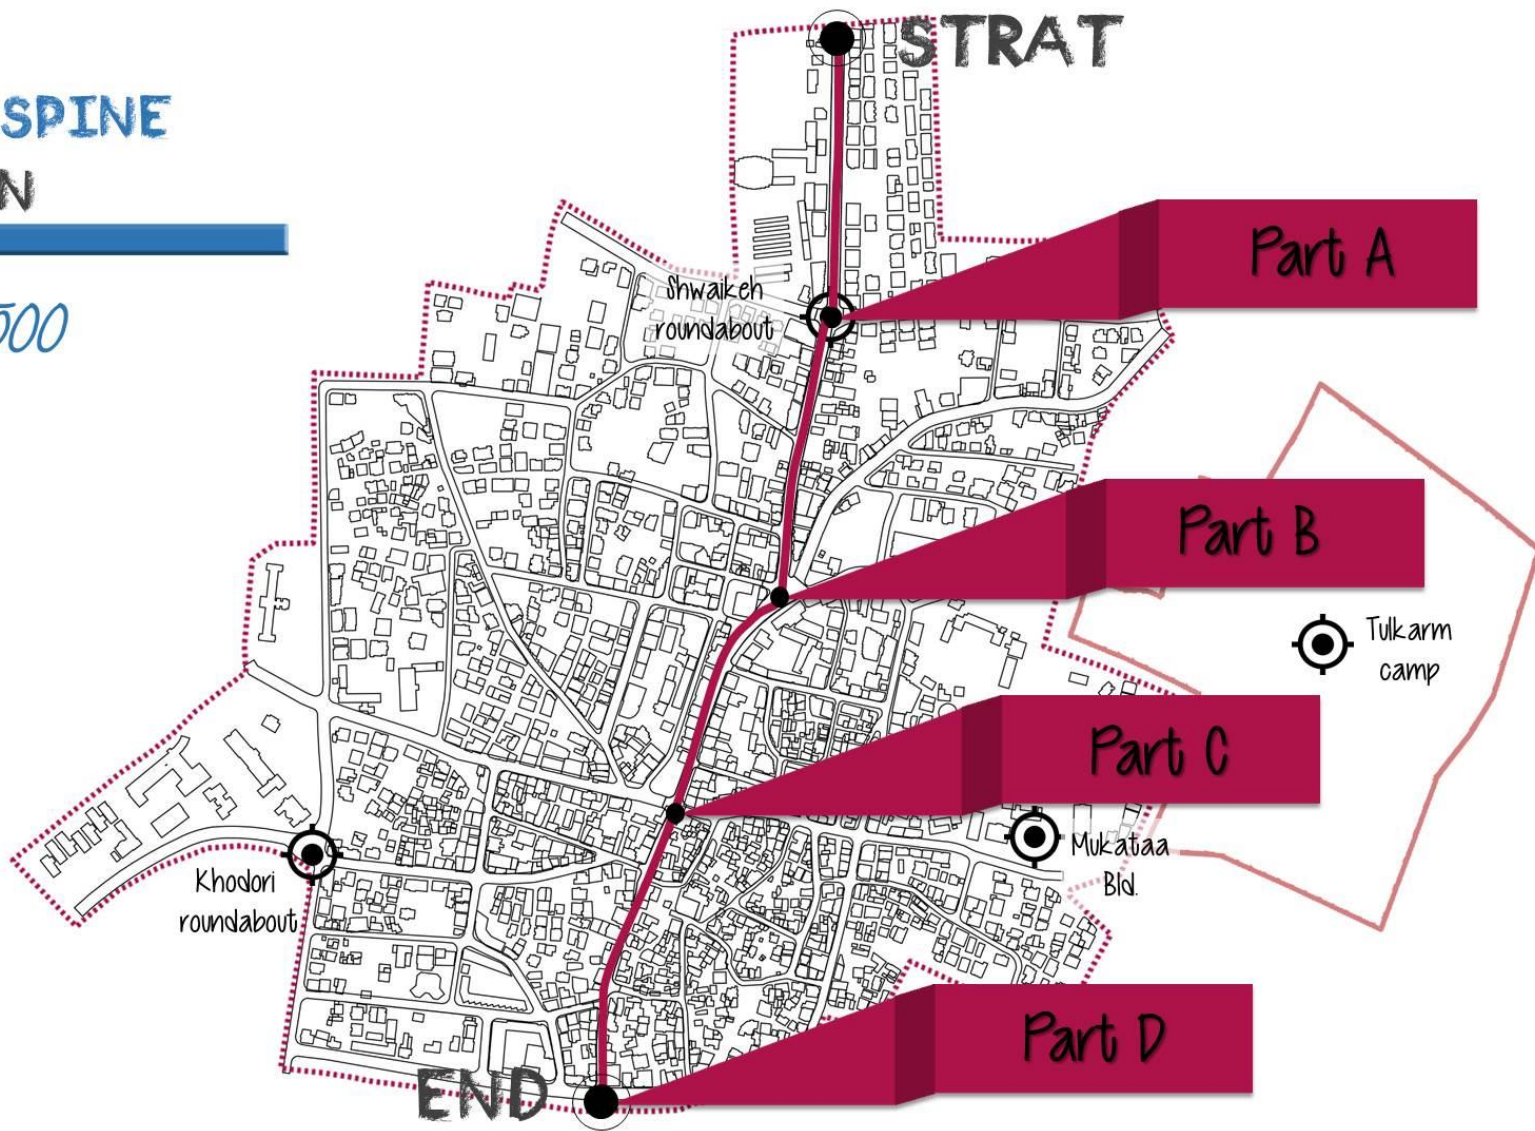 STRAT
SPINE
N
500
Part A
Shwaikeh
roundabout
Part B
Tulkarm
camp
Part C
Mukataa
Bld.
Khodori
roundabout
Part D
END